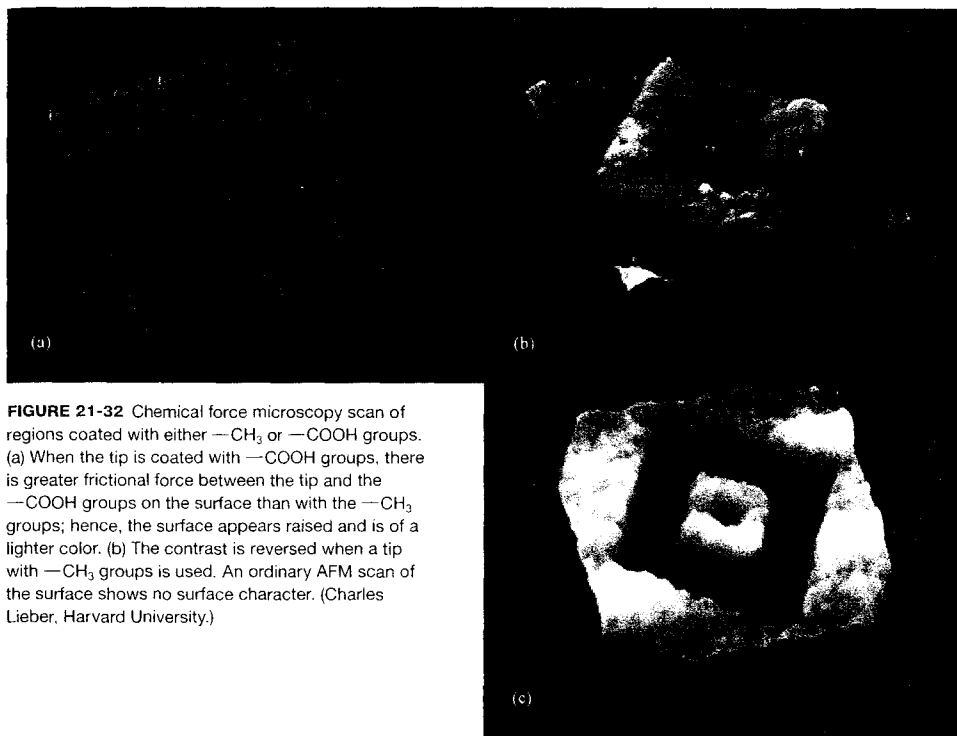 (a)
(b)
FIGURE 21-32 Chemical force microscopy scan of
regions coated with either —CH₃ or —COOH groups.
(a) When the tip is coated with —COOH groups, there
is greater frictional force between the tip and the
—COOH groups on the surface than with the —CH₃
groups; hence, the surface appears raised and is of a
lighter color. (b) The contrast is reversed when a tip
with —CH₃ groups is used. An ordinary AFM scan of
the surface shows no surface character. (Charles
Lieber, Harvard University.)
(c)